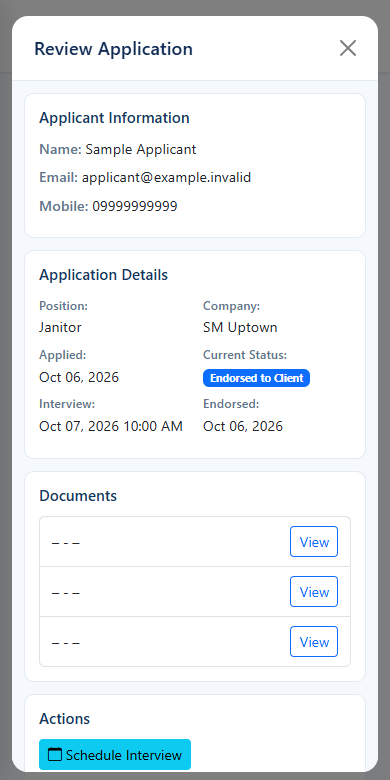 Review Application
Applicant Information
Name: Sample Applicant
Email: applicant@example.invalid
Mobile: 09999999999
Application Details
Position:
Janitor
Company:
SM Uptown
Applied:
Oct 06, 2026
Current Status:
Endorsed to Client
Interview:
Oct 07, 2026 10:00 AM
Endorsed:
Oct 06, 2026
Documents
– – –
View
– – –
View
– – –
View
Actions
Schedule Interview